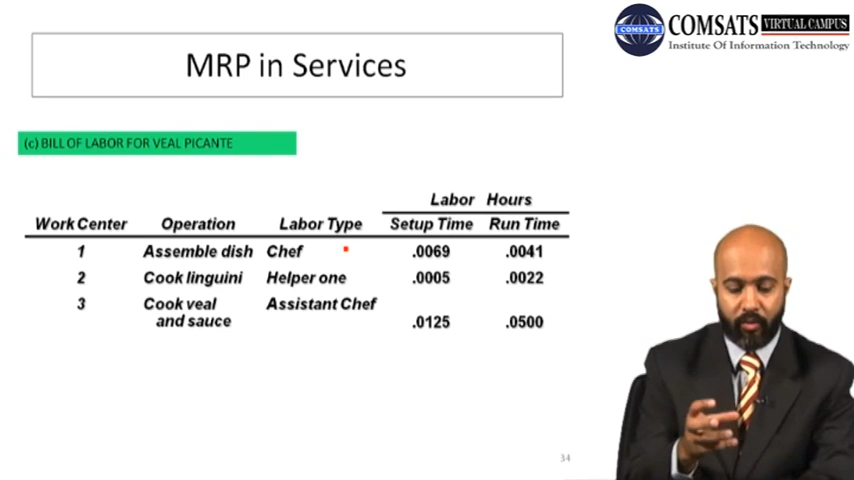 COMSATS VIRTUAL CAMPUS
Institute Of Information Technology
COMSATS
MRP in Services
(c) BILL OF LABOR FOR VEAL PICANTE
Labor Hours
Work Center Operation Labor Type Setup Time Run Time
1 Assemble dish Chef .0069 .0041
2 Cook linguini Helper one .0005 .0022
3 Cook veal Assistant Chef
and sauce .0125 .0500
34